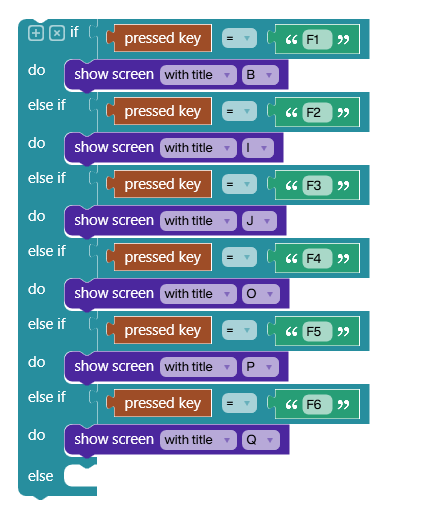 if pressed key = “ F1 ”
do show screen with title B
else if pressed key = “ F2 ”
do show screen with title I
else if pressed key = “ F3 ”
do show screen with title J
else if pressed key = “ F4 ”
do show screen with title O
else if pressed key = “ F5 ”
do show screen with title P
else if pressed key = “ F6 ”
do show screen with title Q
else